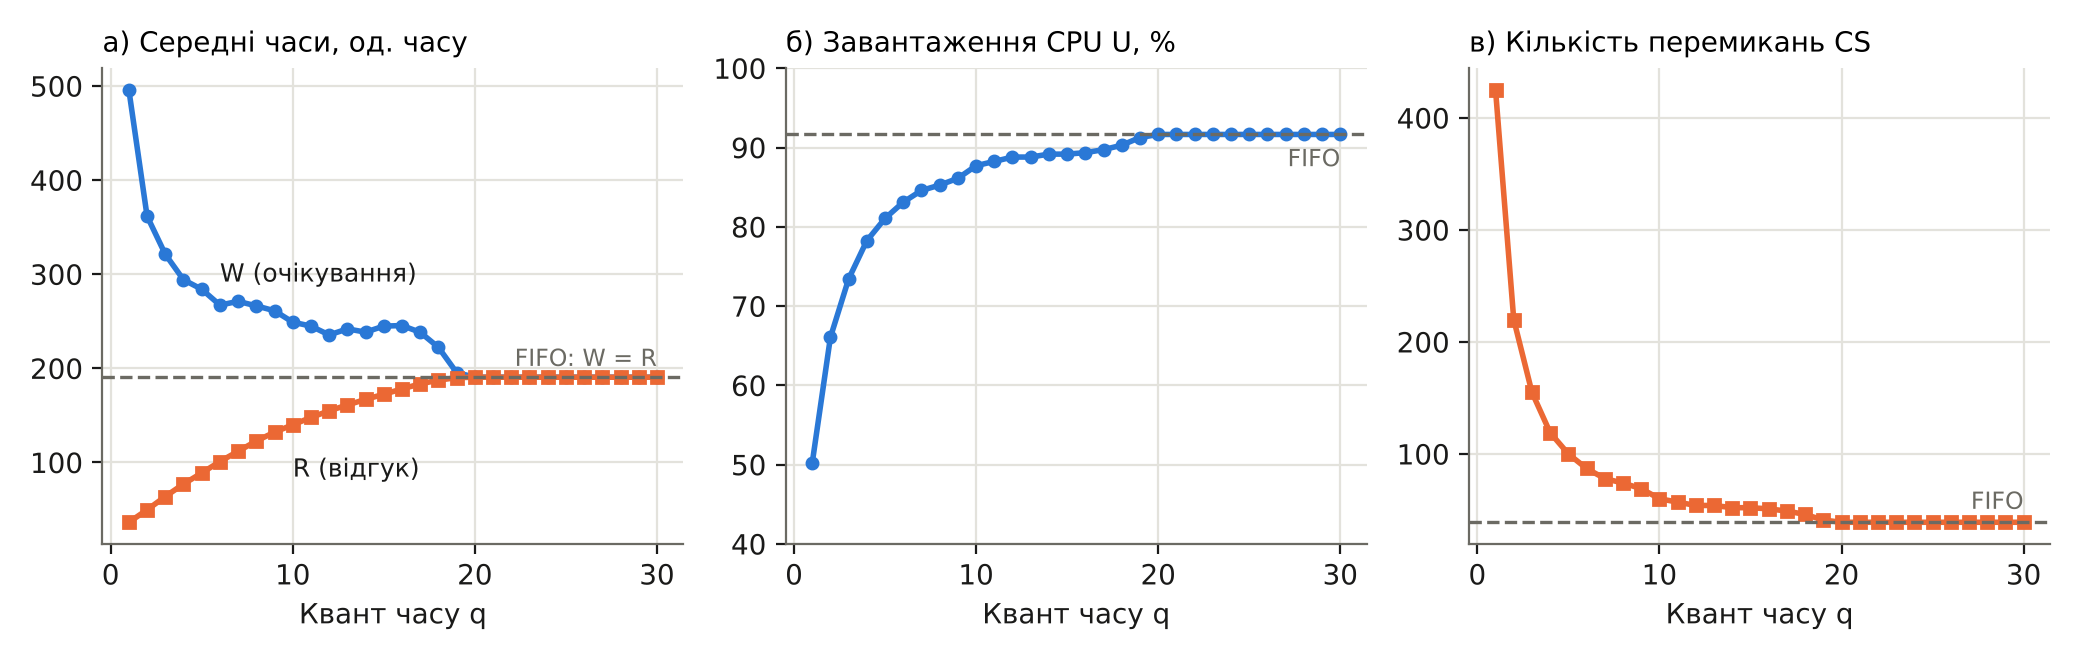 а) Середні часи, од. часу
500
400
300
200
100
W (очікування)
FIFO: W = R
R (відгук)
0
10
20
30
Квант часу q
б) Завантаження CPU U, %
100
90
80
70
60
50
40
FIFO
0
10
20
30
Квант часу q
в) Кількість перемикань CS
400
300
200
100
FIFO
0
10
20
30
Квант часу q